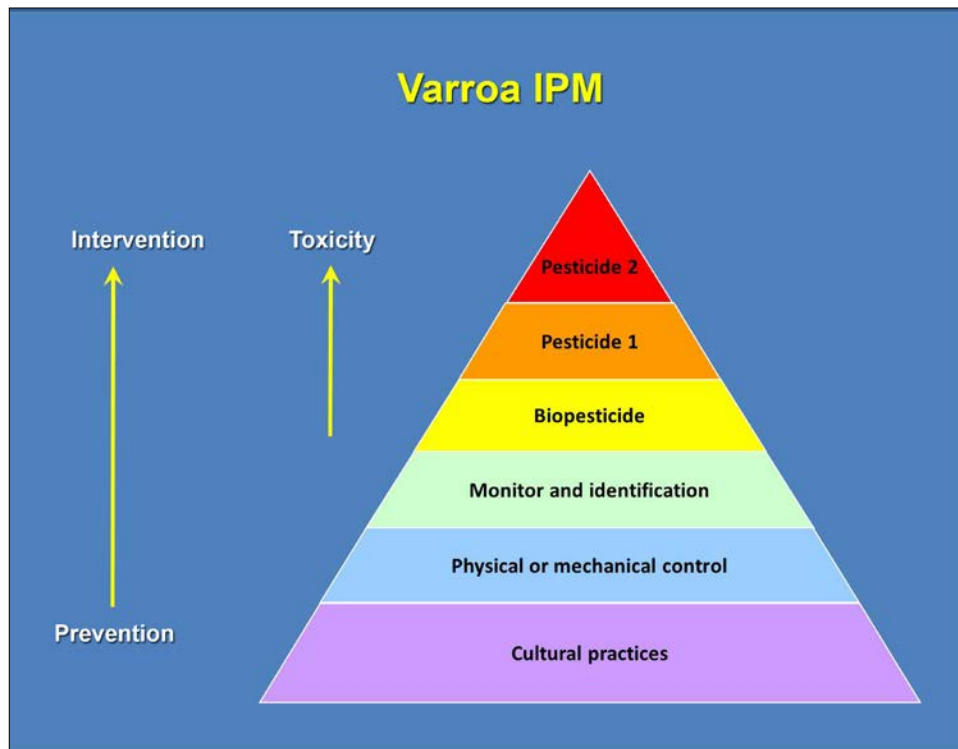 Varroa IPM
Intervention
Toxicity
Pesticide 2
Pesticide 1
Biopesticide
Monitor and identification
Physical or mechanical control
Prevention
Cultural practices